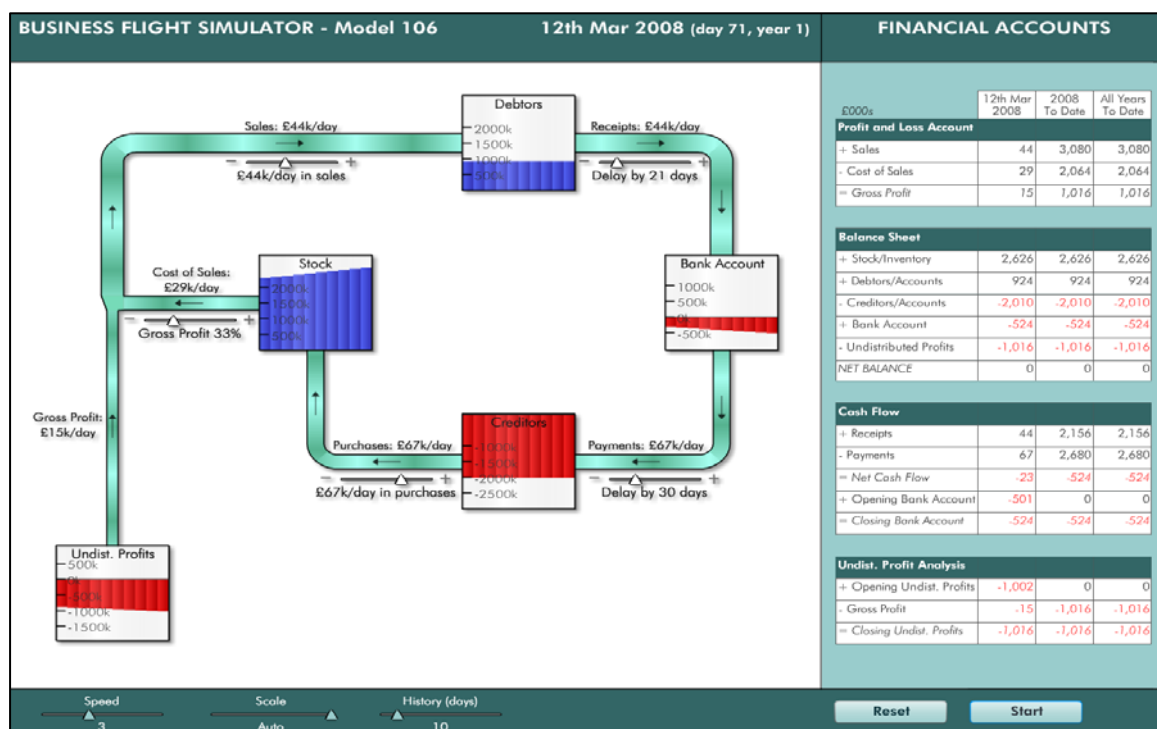 BUSINESS FLIGHT SIMULATOR - Model 106
12th Mar 2008 (day 71, year 1)
FINANCIAL ACCOUNTS
Debtors
2000k
1500k
1000k
500k
Sales: £44k/day
- +
£44k/day in sales
Receipts: £44k/day
- +
Delay by 21 days
Stock
2000k
1500k
1000k
500k
Cost of Sales:
£29k/day
- +
Gross Profit 33%
Bank Account
1000k
500k
0k
-500k
Gross Profit:
£15k/day
Purchases: £67k/day
- +
£67k/day in purchases
Creditors
-1000k
-1500k
-2000k
-2500k
Payments: £67k/day
- +
Delay by 30 days
Undist. Profits
500k
0k
-500k
-1000k
-1500k
£000s 12th Mar 2008 2008 To Date All Years To Date
Profit and Loss Account
+ Sales 44 3,080 3,080
- Cost of Sales 29 2,064 2,064
= Gross Profit 15 1,016 1,016
Balance Sheet
+ Stock/Inventory 2,626 2,626 2,626
+ Debtors/Accounts 924 924 924
- Creditors/Accounts -2,010 -2,010 -2,010
+ Bank Account -524 -524 -524
- Undistributed Profits -1,016 -1,016 -1,016
NET BALANCE 0 0 0
Cash Flow
+ Receipts 44 2,156 2,156
- Payments 67 2,680 2,680
= Net Cash Flow -23 -524 -524
+ Opening Bank Account -501 0 0
= Closing Bank Account -524 -524 -524
Undist. Profit Analysis
+ Opening Undist. Profits -1,002 0 0
- Gross Profit -15 -1,016 -1,016
= Closing Undist. Profits -1,016 -1,016 -1,016
Speed
3
Scale
Auto
History (days)
10
Reset
Start